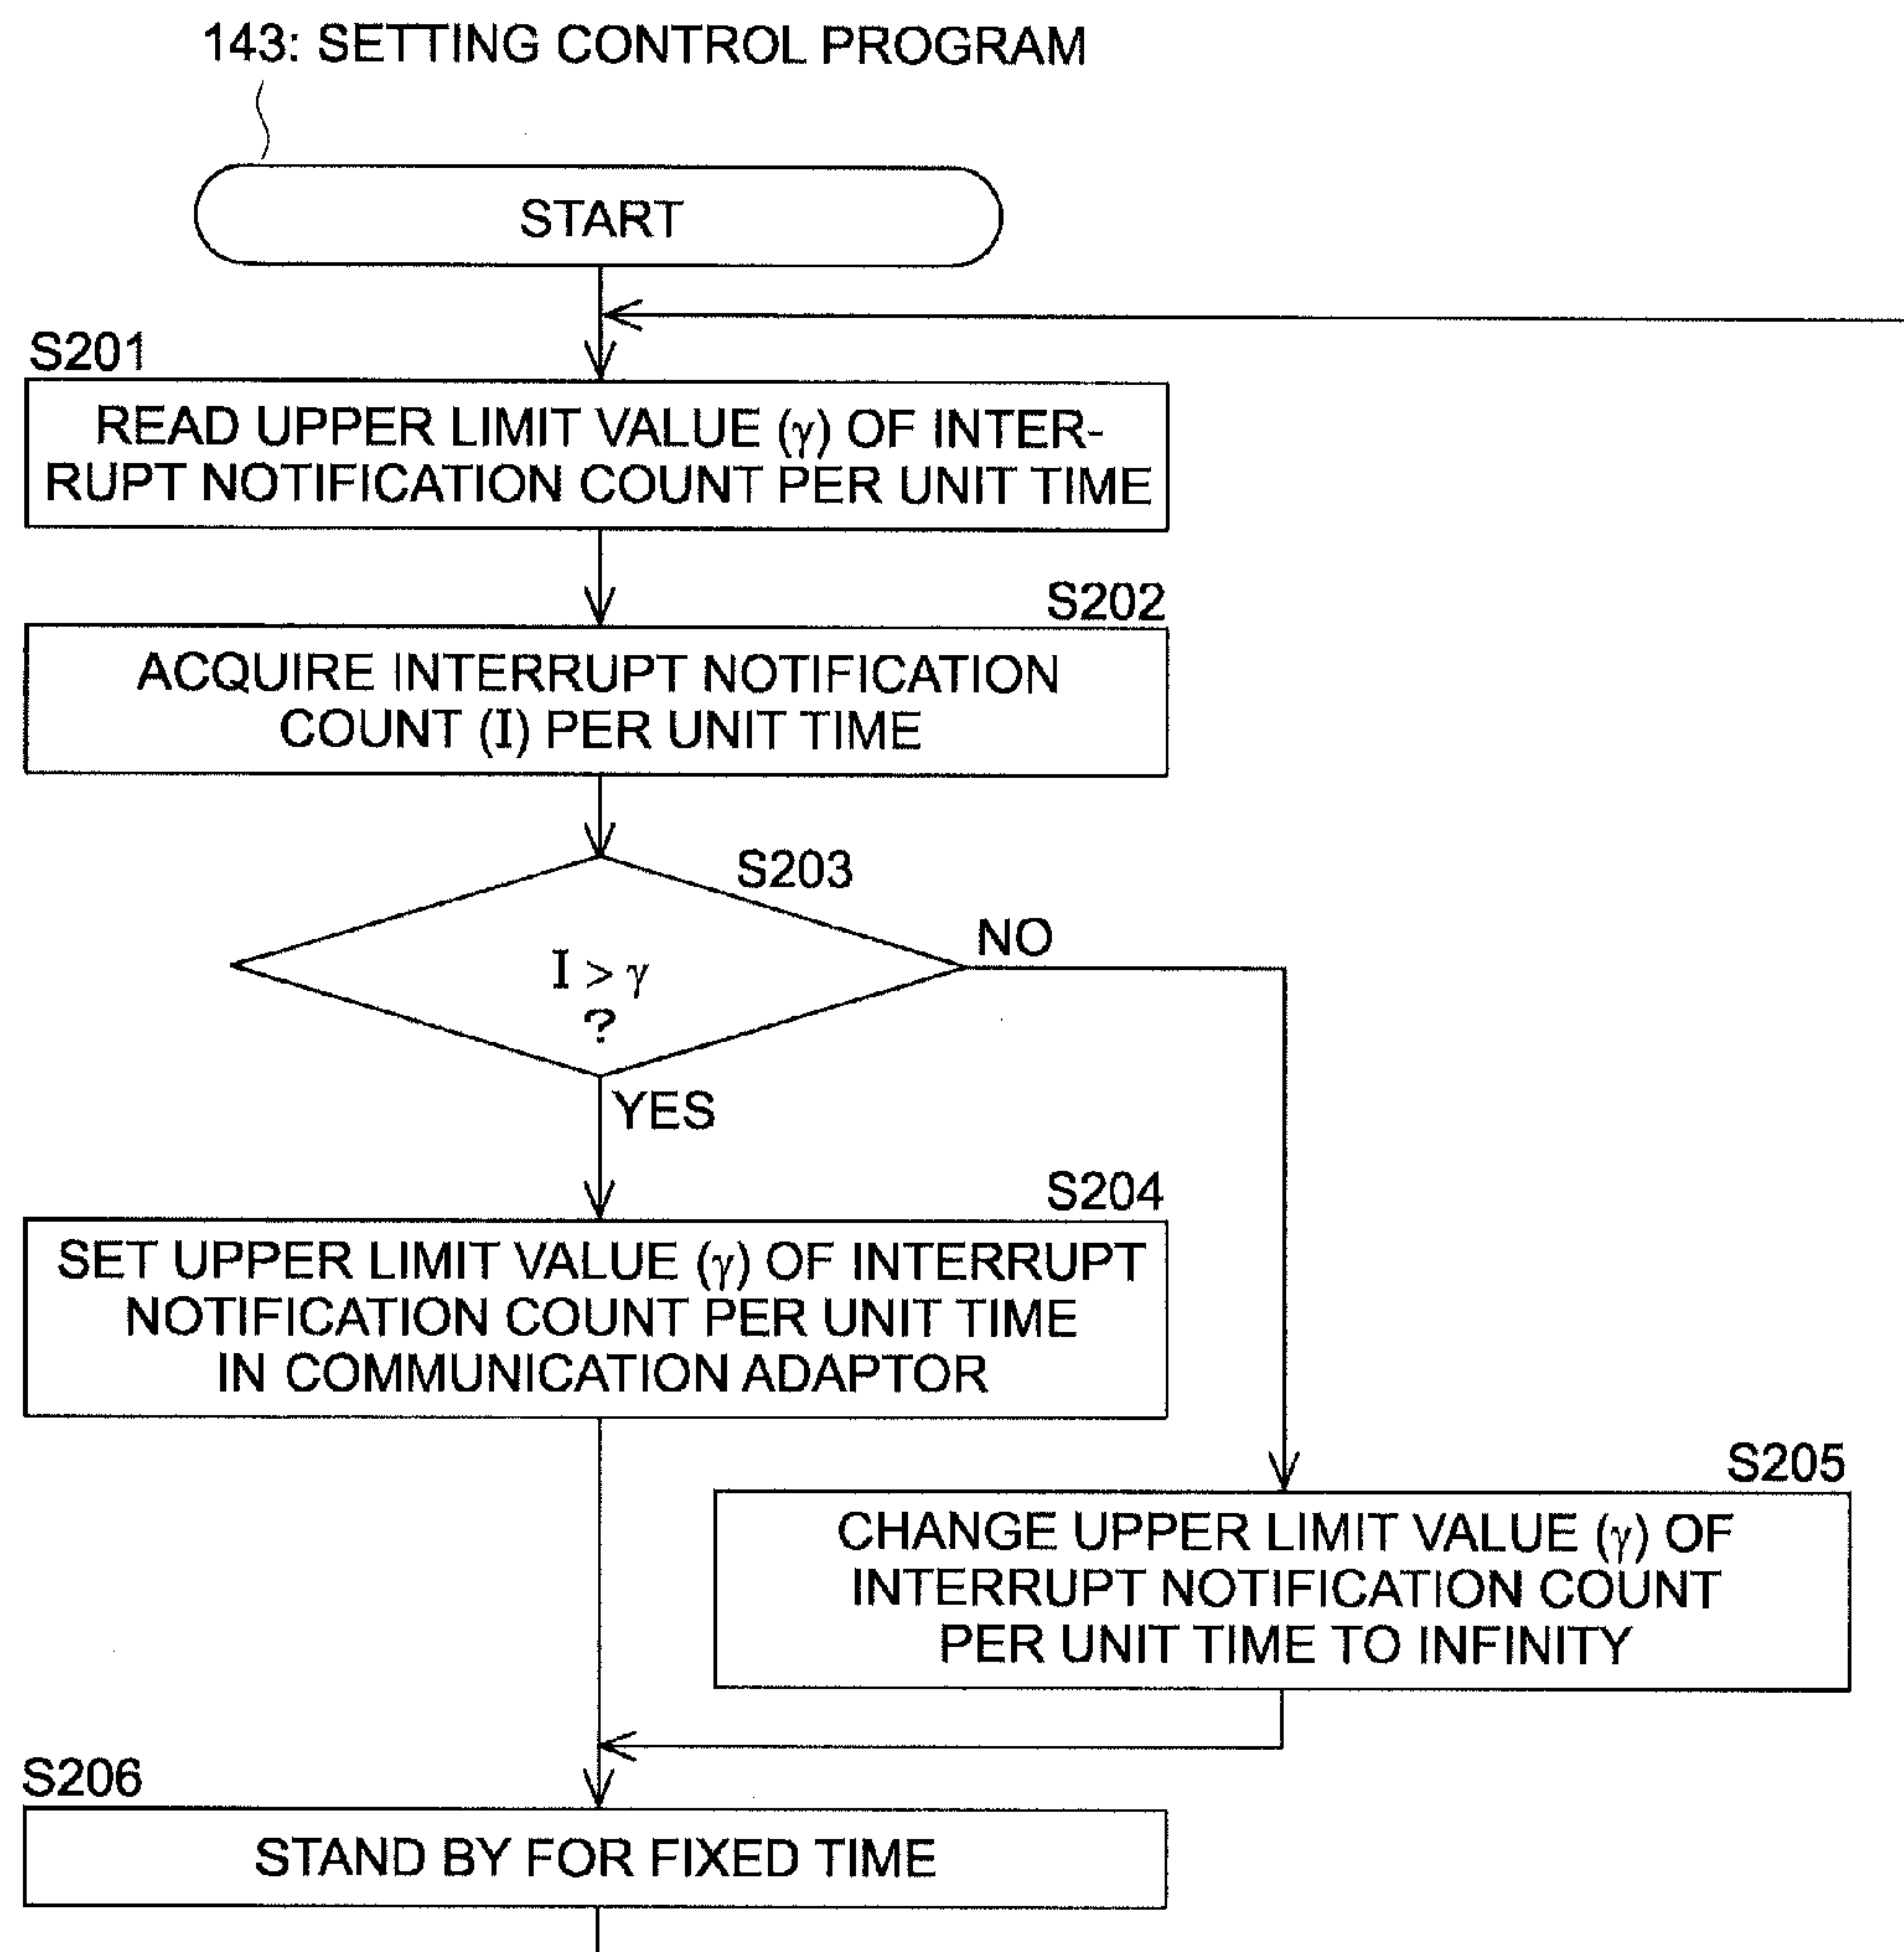 143: SETTING CONTROL PROGRAM
START
S201
READ UPPER LIMIT VALUE (γ) OF INTER-
RUPT NOTIFICATION COUNT PER UNIT TIME
S202
ACQUIRE INTERRUPT NOTIFICATION
COUNT (I) PER UNIT TIME
S203
I > γ
?
NO
YES
S204
SET UPPER LIMIT VALUE (γ) OF INTERRUPT
NOTIFICATION COUNT PER UNIT TIME
IN COMMUNICATION ADAPTOR
S205
CHANGE UPPER LIMIT VALUE (γ) OF
INTERRUPT NOTIFICATION COUNT
PER UNIT TIME TO INFINITY
S206
STAND BY FOR FIXED TIME